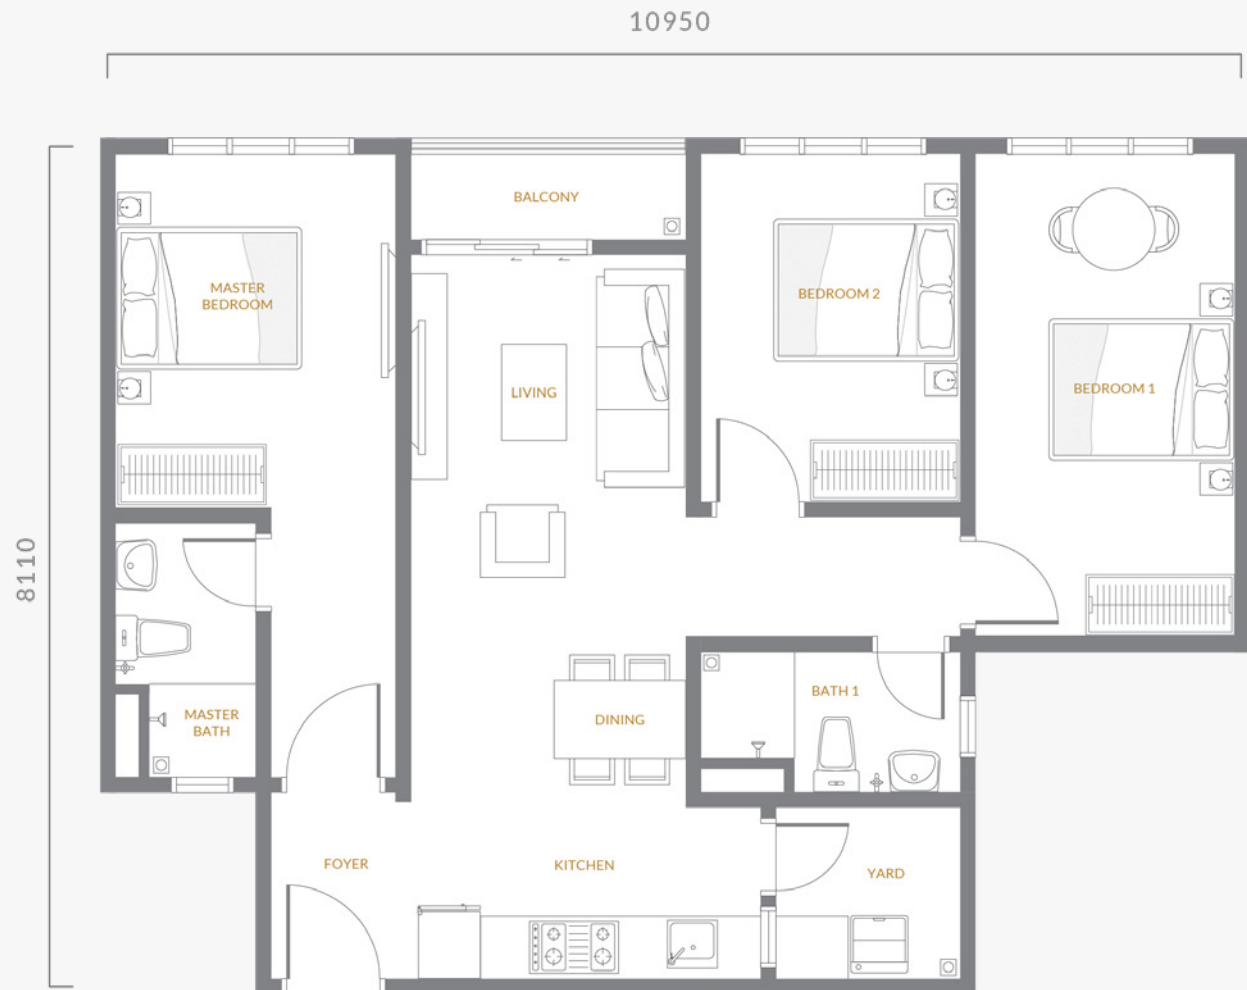 10950
BALCONY
MASTER
BEDROOM
BEDROOM 2
LIVING
BEDROOM 1
8110
BATH 1
MASTER
BATH
DINING
FOYER
KITCHEN
YARD